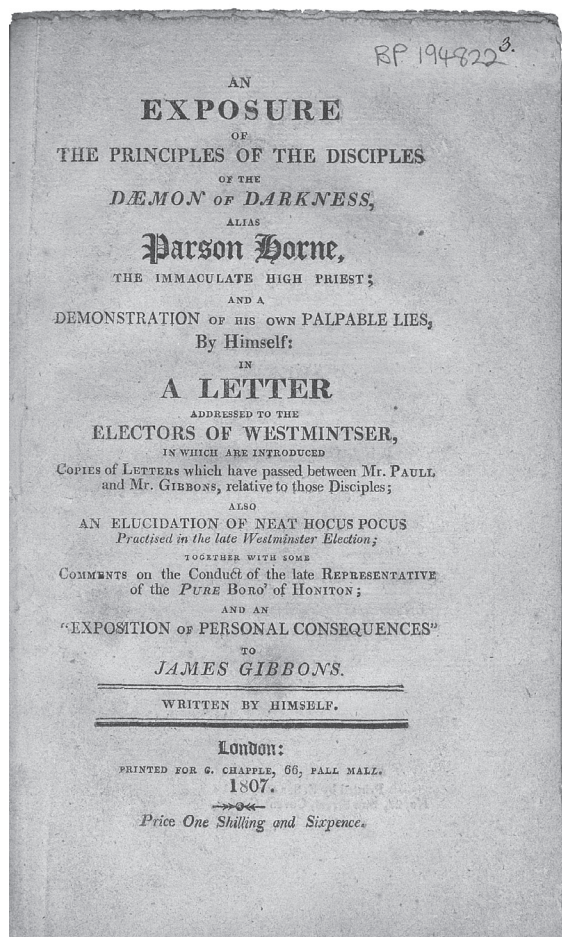 BP 194822 3.
AN
EXPOSURE
OF
THE PRINCIPLES OF THE DISCIPLES
OF THE
DÆMON OF DARKNESS,
ALIAS
Parson Horne,
THE IMMACULATE HIGH PRIEST;
AND A
DEMONSTRATION OF HIS OWN PALPABLE LIES,
By Himself:
IN
A LETTER
ADDRESSED TO THE
ELECTORS OF WESTMINTSER,
IN WHICH ARE INTRODUCED
COPIES of LETTERS which have passed between Mr. PAULL
and Mr. GIBBONS, relative to those Disciples;
ALSO
AN ELUCIDATION OF NEAT HOCUS POCUS
Practised in the late Westminster Election;
TOGETHER WITH SOME
COMMENTS on the Conduct of the late REPRESENTATIVE
of the PURE BORO' of HONITON;
AND AN
"EXPOSITION OF PERSONAL CONSEQUENCES"
TO
JAMES GIBBONS.
WRITTEN BY HIMSELF.
London:
PRINTED FOR G. CHAPPLE, 66, PALL MALL.
1807.
Price One Shilling and Sixpence.